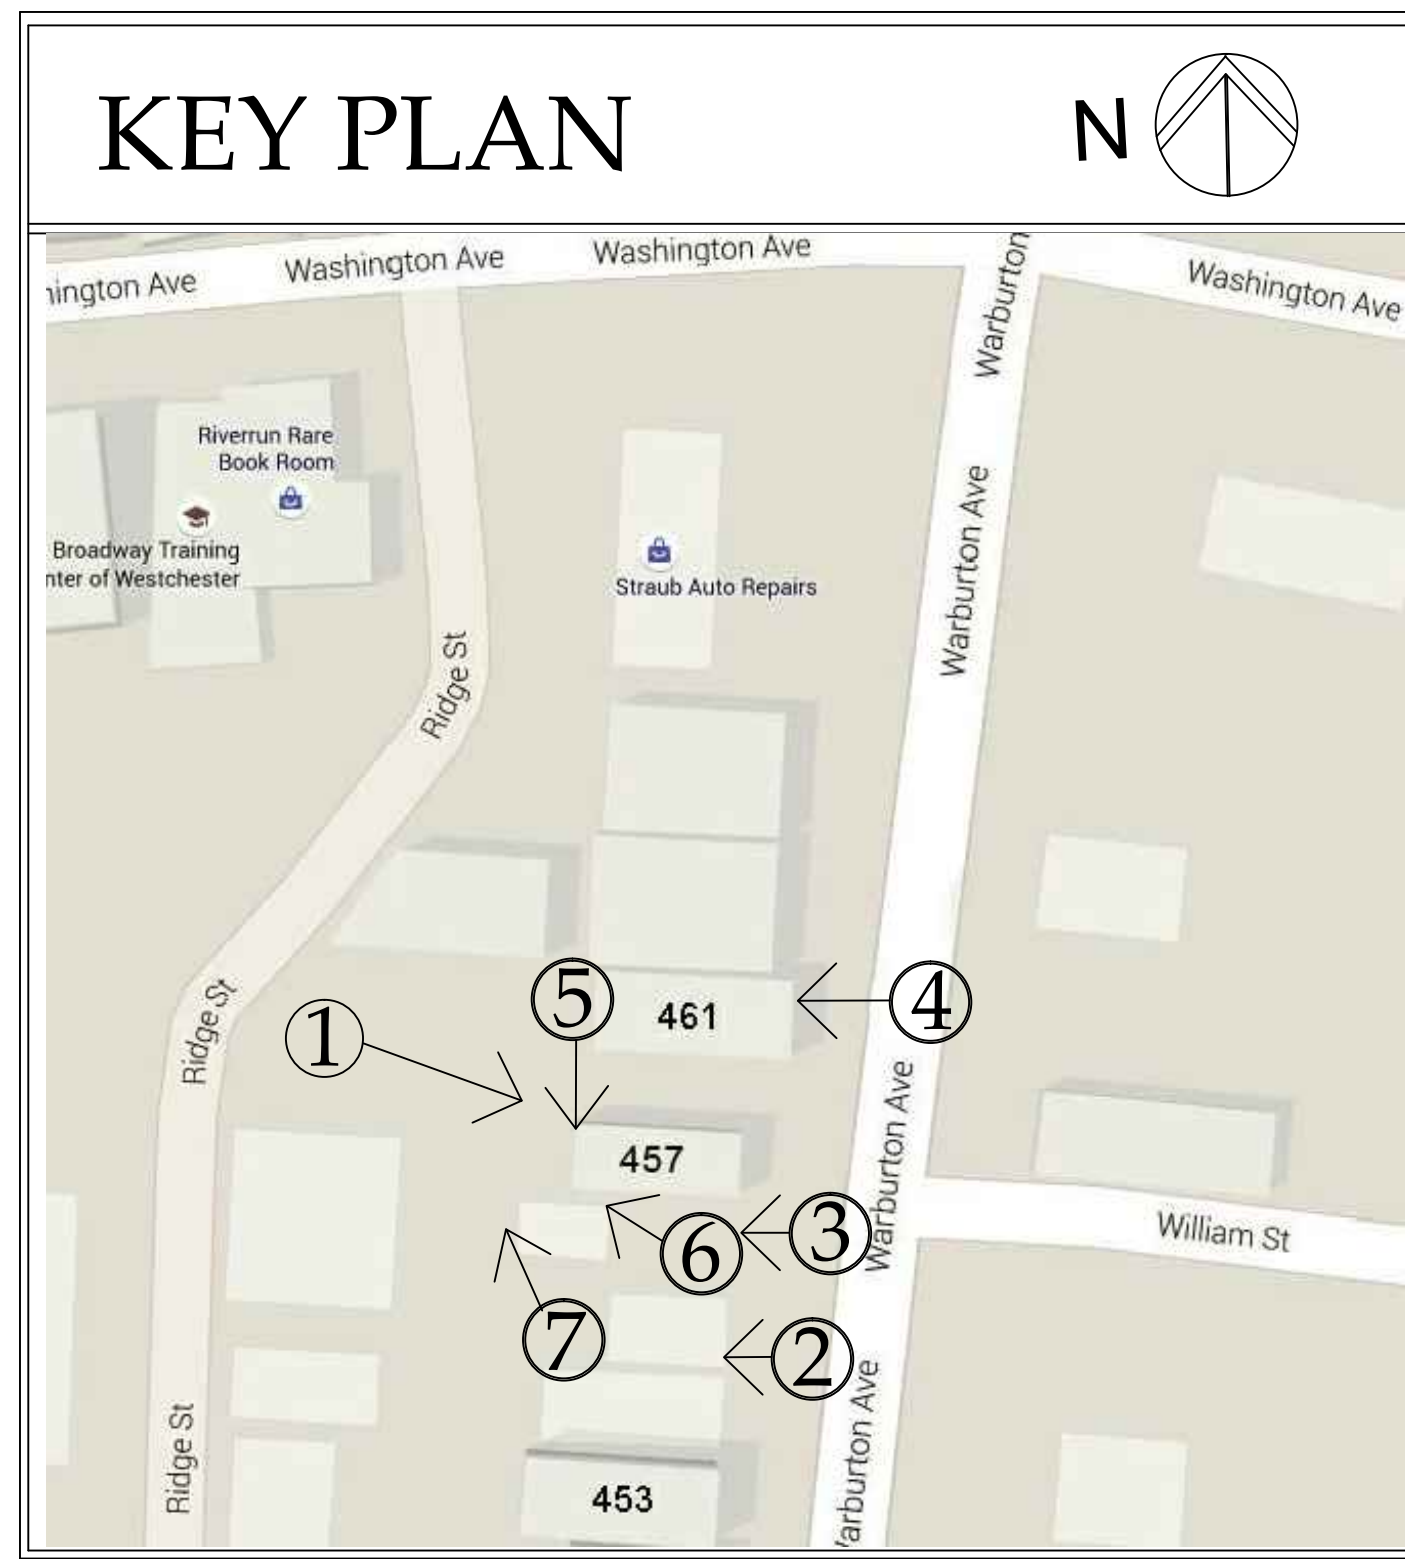 KEY PLAN
N
hington Ave
Washington Ave
Washington Ave
Warburton
Washington Ave
Riverrun Rare
Book Room
Broadway Training
nter of Westchester
Straub Auto Repairs
Warburton Ave
Ridge St
Ridge St
1
5
461
4
457
Warburton Ave
6
3
William St
7
2
Ridge St
453
arburton Ave